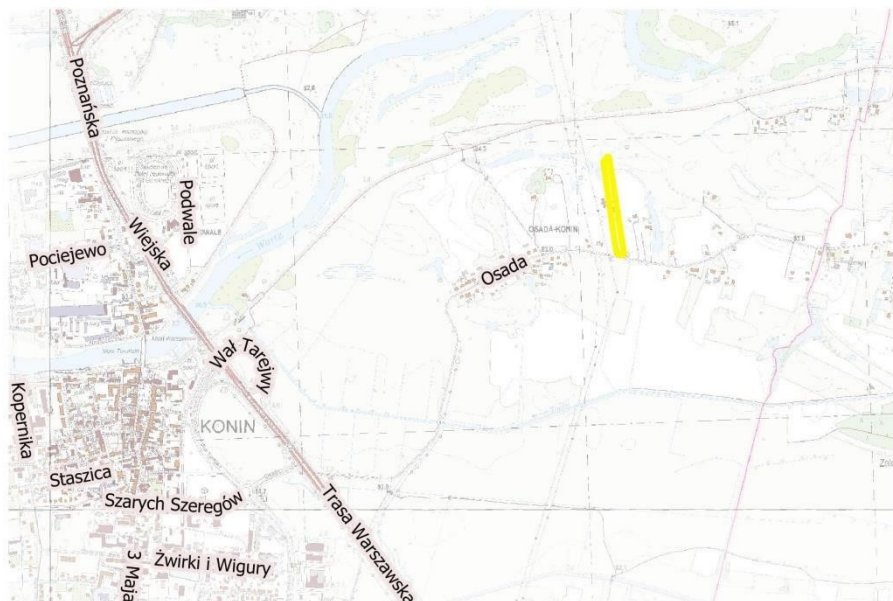 Poznańska
Podwale
Wiejska
Pociejewo
OSADA-KONIN
Osada
Warta
Wał Tarejwy
KONIN
Kopernika
Staszica
Szarych Szeregów
Trasa Warszawska
Żwirki i Wigury
3 Maja